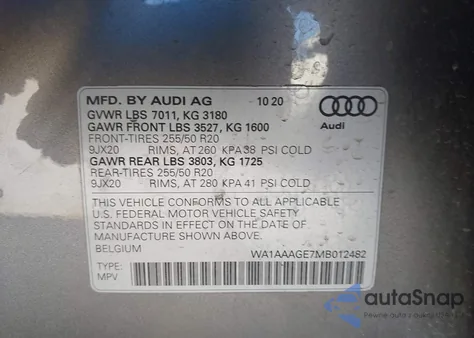 MFD. BY AUDI AG 10 20
GVWR LBS 7011, KG 3180
GAWR FRONT LBS 3527, KG 1600
FRONT-TIRES 255/50 R20
9JX20 RIMS, AT 260 KPA 38 PSI COLD
GAWR REAR LBS 3803, KG 1725
REAR-TIRES 255/50 R20
9JX20 RIMS, AT 280 KPA 41 PSI COLD
Audi
THIS VEHICLE CONFORMS TO ALL APPLICABLE
U.S. FEDERAL MOTOR VEHICLE SAFETY
STANDARDS IN EFFECT ON THE DATE OF
MANUFACTURE SHOWN ABOVE.
BELGIUM WA1AAAGE7MB012482
TYPE:
MPV
autoSnap
Pewne auta z aukcji